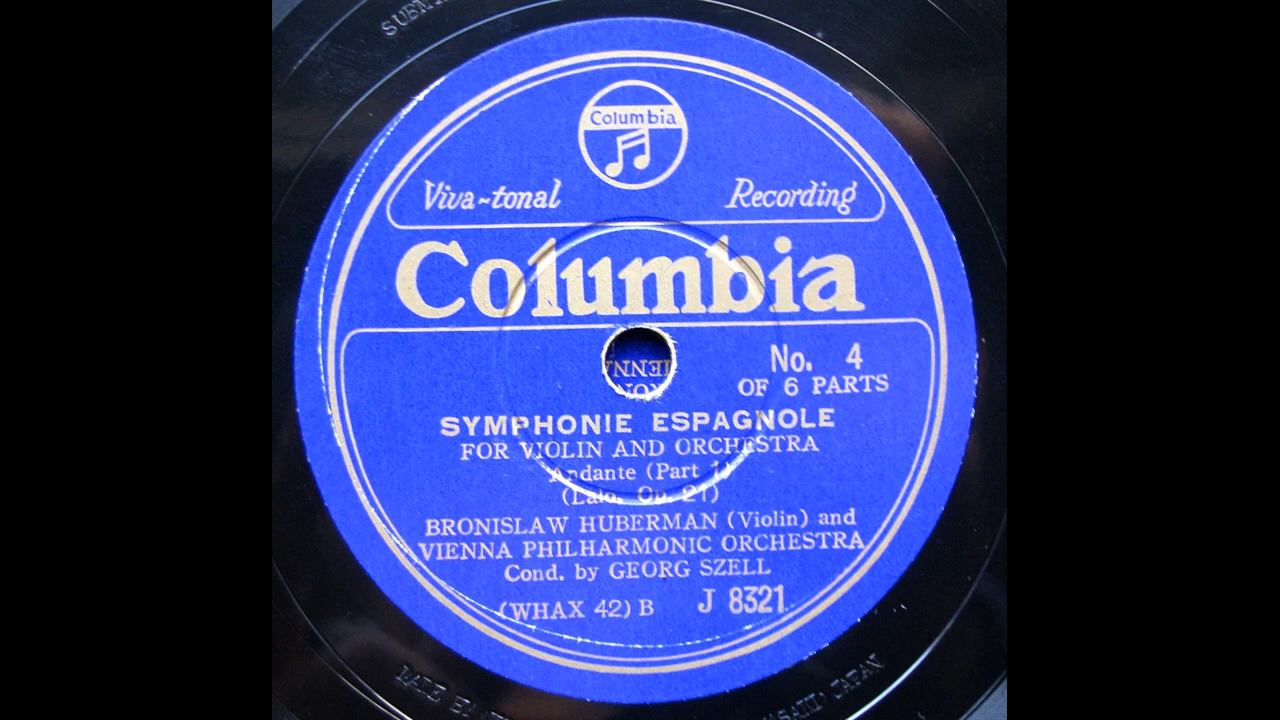 Columbia
Viva-tonal Recording
Columbia
No. 4
OF 6 PARTS
SYMPHONIE ESPAGNOLE
FOR VIOLIN AND ORCHESTRA
Andante (Part 1)
(Lalo. Op. 21)
BRONISLAW HUBERMAN (Violin) and
VIENNA PHILHARMONIC ORCHESTRA
Cond. by GEORG SZELL
(WHAX 42) B J 8321
JAPAN